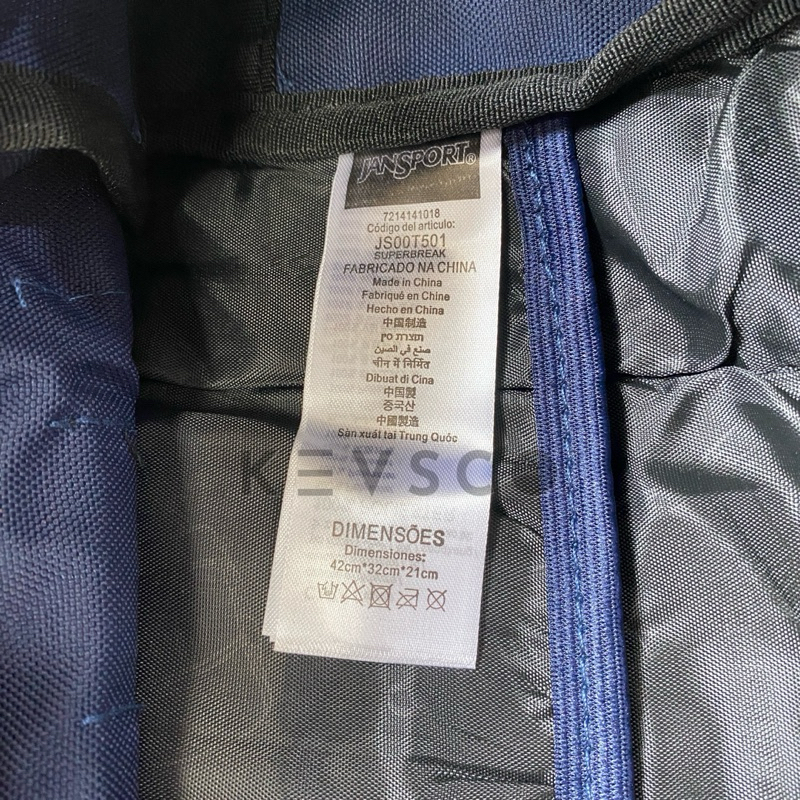 JANSPORT®
7214141018
Código del articulo:
JS00T501
SUPERBREAK
FABRICADO NA CHINA
Made in China
Fabriqué en Chine
Hecho en China
中国制造
תוצרת סין
صنع في الصين
चीन में निर्मित
Dibuat di Cina
中国製
중국산
中國製造
Sản xuất tại Trung Quốc
KEVSCO
DIMENSÕES
Dimensiones:
42cm*32cm*21cm